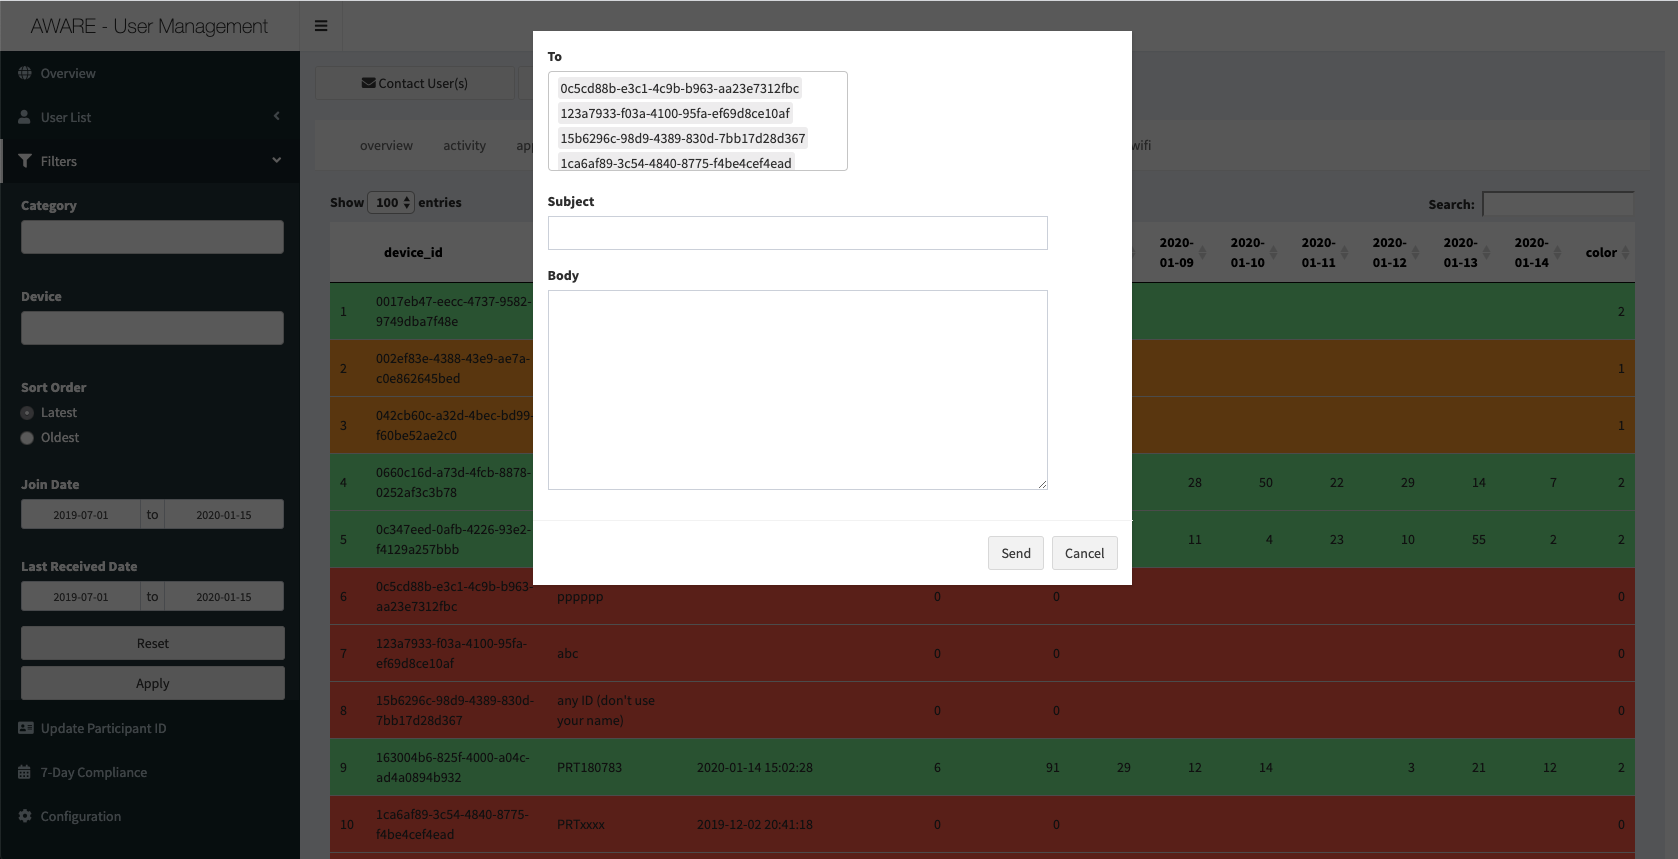 AWARE - User Management
Overview
User List
Filters
Category
Device
Sort Order
Latest
Oldest
Join Date
2019-07-01 to 2020-01-15
Last Received Date
2019-07-01 to 2020-01-15
Reset
Apply
Update Participant ID
7-Day Compliance
Configuration
Contact User(s)
overview activity wifi
Show 100 entries
Search:
To
0c5cd88b-e3c1-4c9b-b963-aa23e7312fbc
123a7933-f03a-4100-95fa-ef69d8ce10af
15b6296c-98d9-4389-830d-7bb17d28d367
1ca6af89-3c54-4840-8775-f4be4cef4ead
Subject
Body
Send Cancel
device_id 2020-01-09 2020-01-10 2020-01-11 2020-01-12 2020-01-13 2020-01-14 color
1 0017eb47-eecc-4737-9582-9749dba7f48e 2
2 002ef83e-4388-43e9-ae7a-c0e862645bed 1
3 042cb60c-a32d-4bec-bd99-f60be52ae2c0 1
4 0660c16d-a73d-4fcb-8878-0252af3c3b78 28 50 22 29 14 7 2
5 0c347eed-0afb-4226-93e2-f4129a257bbb 11 4 23 10 55 2 2
6 0c5cd88b-e3c1-4c9b-b963-aa23e7312fbc pppppp 0 0 0
7 123a7933-f03a-4100-95fa-ef69d8ce10af abc 0 0 0
8 15b6296c-98d9-4389-830d-7bb17d28d367 any ID (don't use your name) 0 0 0
9 163004b6-825f-4000-a04c-ad4a0894b932 PRT180783 2020-01-14 15:02:28 6 91 29 12 14 3 21 12 2
10 1ca6af89-3c54-4840-8775-f4be4cef4ead PRTxxxx 2019-12-02 20:41:18 0 0 0